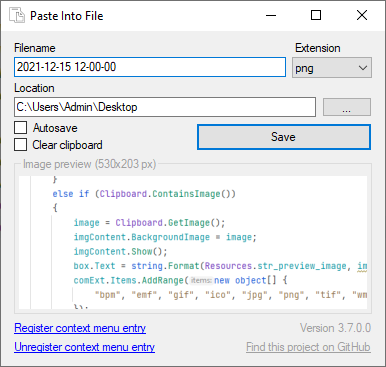 Paste Into File
Filename Extension
2021-12-15 12-00-00 png
Location
C:\Users\Admin\Desktop ...
Autosave
Clear clipboard
Save
Image preview (530x203 px)
}
else if (Clipboard.ContainsImage())
{
image = Clipboard.GetImage();
imgContent.BackgroundImage = image;
imgContent.Show();
box.Text = string.Format(Resources.str_preview_image, im
comExt.Items.AddRange(items: new object[] {
"bpm", "emf", "gif", "ico", "jpg", "png", "tif", "wm
});
Register context menu entry Version 3.7.0.0
Unregister context menu entry Find this project on GitHub